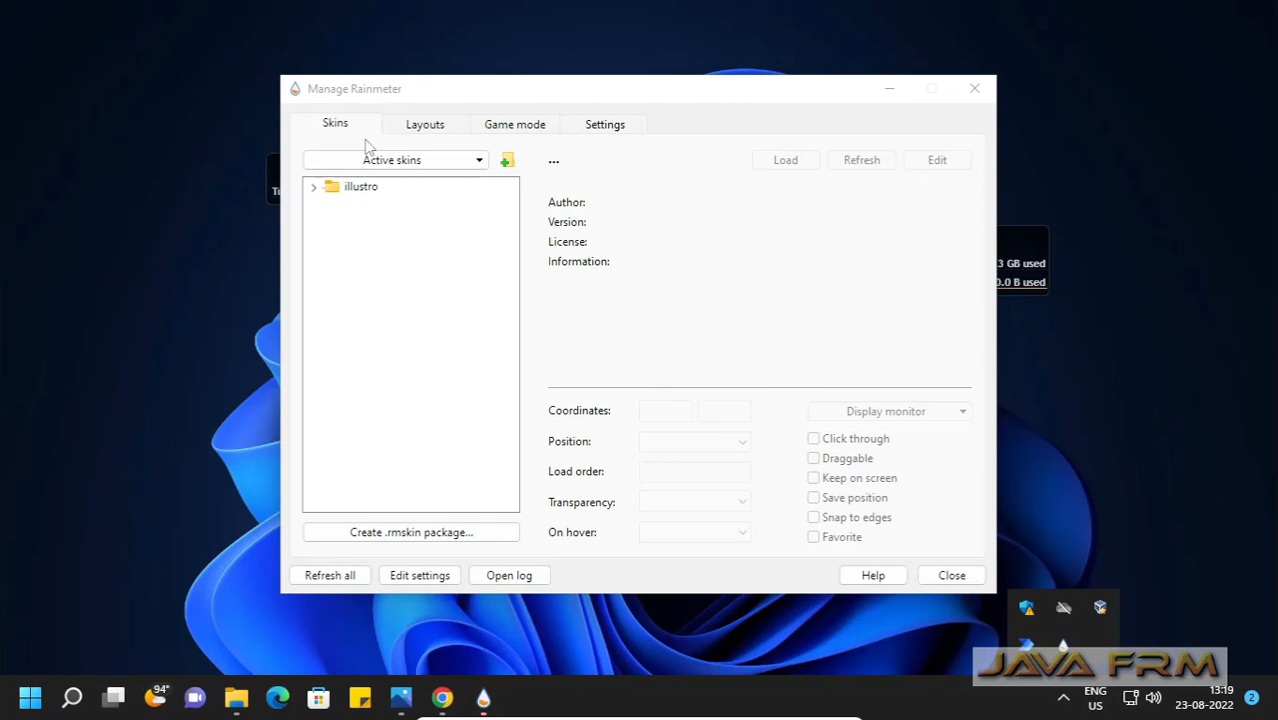 Manage Rainmeter
Skins
Layouts
Game mode
Settings
Active skins
...
Load
Refresh
Edit
illustro
Author:
Version:
License:
Information:
3 GB used
0.0 B used
Coordinates:
Display monitor
Position:
Click through
Draggable
Load order:
Keep on screen
Save position
Transparency:
Snap to edges
On hover:
Favorite
Create .rmskin package...
Refresh all
Edit settings
Open log
Help
Close
JAVA FRM
94°
ENG
US
13:19
23-08-2022
2